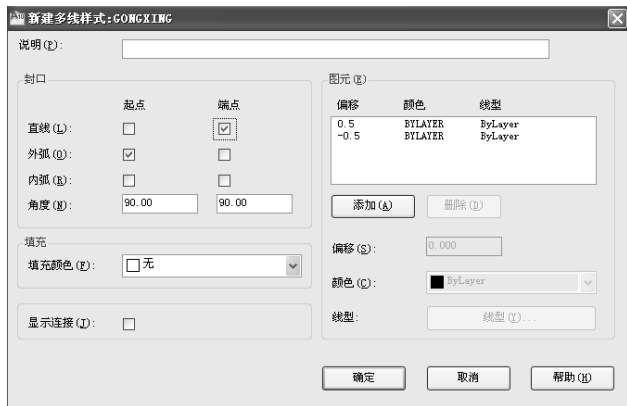 新建多线样式:GONGXING
说明(P):
封口
起点 端点
直线(L):
外弧(O):
内弧(R):
角度(N): 90.00 90.00
填充
填充颜色(F): 无
显示连接(J):
图元(E)
偏移 颜色 线型
0.5 BYLAYER ByLayer
-0.5 BYLAYER ByLayer
添加(A) 删除(D)
偏移(S): 0.000
颜色(C): ByLayer
线型: 线型(Y)...
确定 取消 帮助(H)